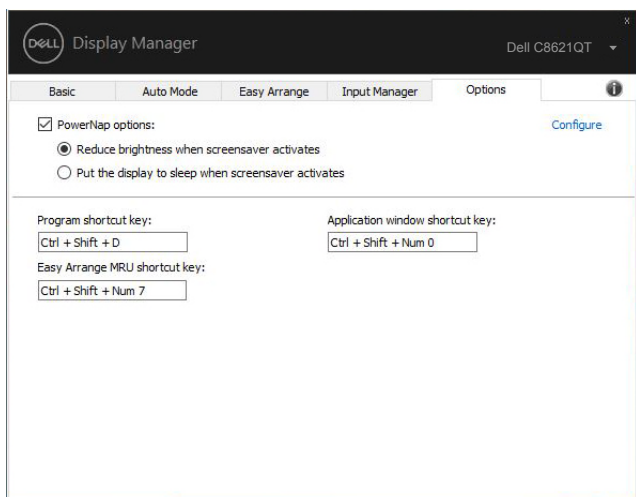 x
DELL Display Manager
Dell C8621QT
Basic Auto Mode Easy Arrange Input Manager Options
PowerNap options: Configure
Reduce brightness when screensaver activates
Put the display to sleep when screensaver activates
Program shortcut key: Application window shortcut key:
Ctrl + Shift + D Ctrl + Shift + Num 0
Easy Arrange MRU shortcut key:
Ctrl + Shift + Num 7